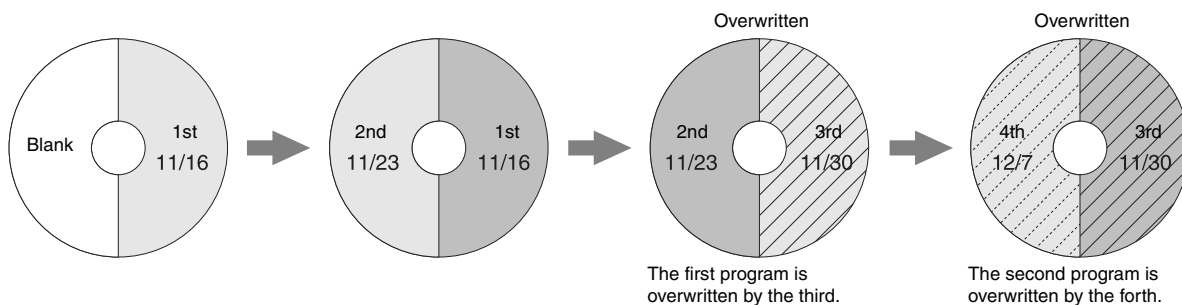 Overwritten
Overwritten
Blank
1st
11/16
2nd
11/23
1st
11/16
2nd
11/23
3rd
11/30
4th
12/7
3rd
11/30
The first program is
overwritten by the third.
The second program is
overwritten by the forth.